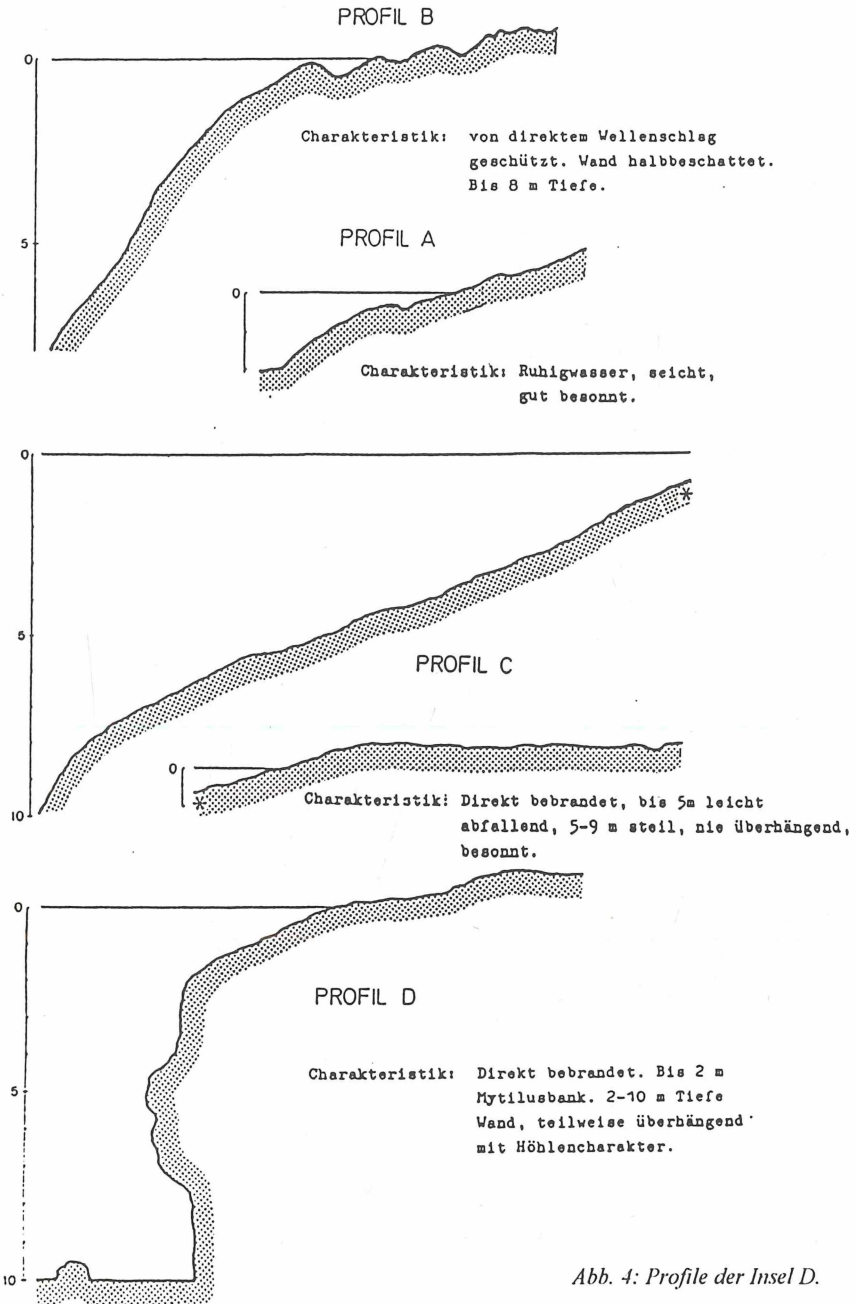 PROFIL B
0
Charakteristik: von direktem Wellenschlag
geschützt. Wand halbbeschattet.
Bis 8 m Tiefe.
5
PROFIL A
0
Charakteristik: Ruhigwasser, seicht,
gut besonnt.
0
*
5
PROFIL C
0
*
10
Charakteristik: Direkt bebrandet, bis 5m leicht
abfallend, 5-9 m steil, nie überhängend,
besonnt.
0
PROFIL D
Charakteristik: Direkt bebrandet. Bis 2 m
5
Mytilusbank. 2-10 m Tiefe
Wand, teilweise überhängend
mit Höhlencharakter.
10
Abb. 4: Profile der Insel D.